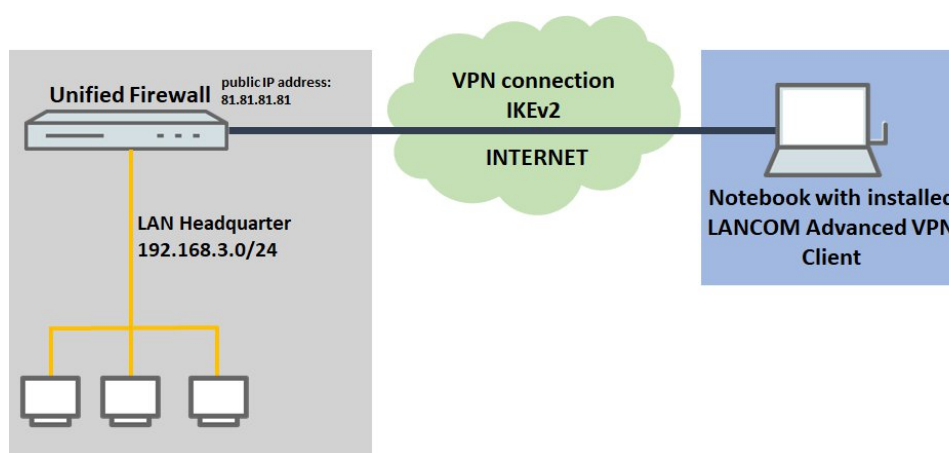 Unified Firewall
public IP address:
81.81.81.81
LAN Headquarter
192.168.3.0/24
VPN connection
IKEv2
INTERNET
Notebook with installed
LANCOM Advanced VPN
Client